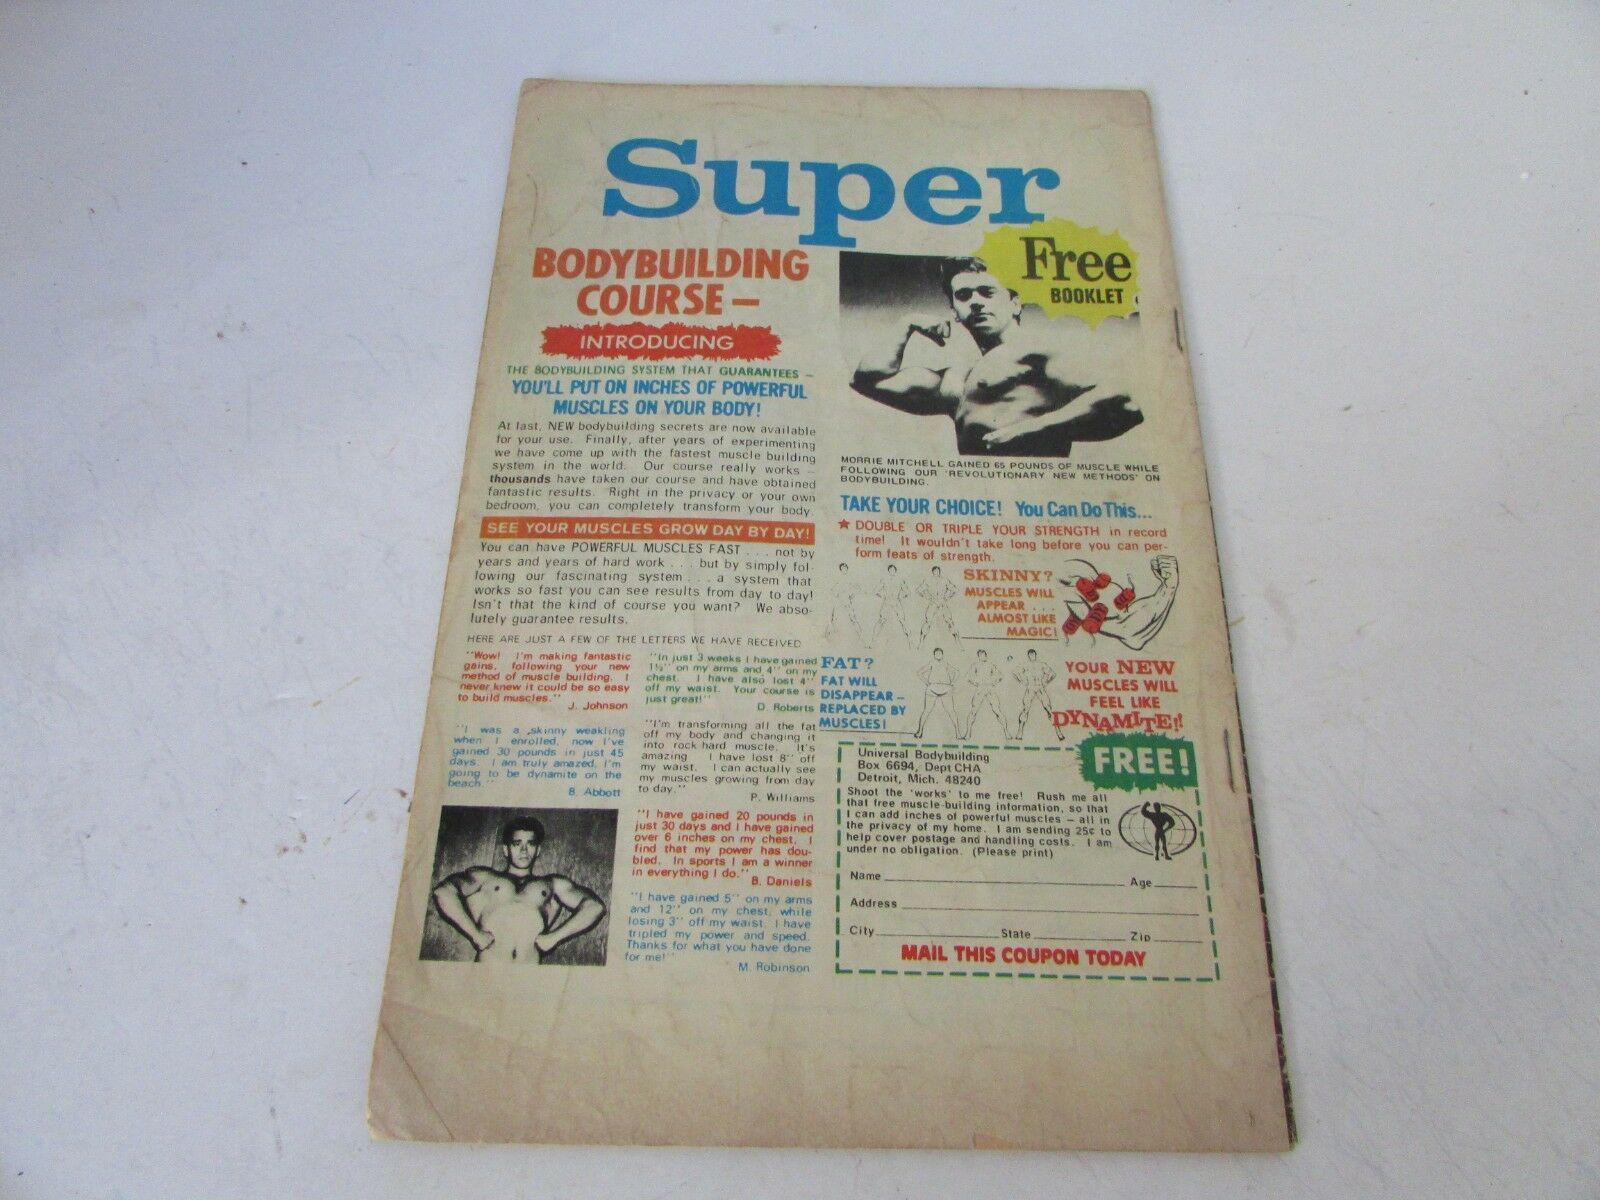 Super
BODYBUILDING
COURSE —
INTRODUCING
THE BODYBUILDING SYSTEM THAT GUARANTEES —
YOU'LL PUT ON INCHES OF POWERFUL
MUSCLES ON YOUR BODY!
At last, NEW bodybuilding secrets are now available
for your use. Finally, after years of experimenting
we have come up with the fastest muscle building
system in the world. Our course really works —
thousands have taken our course and have obtained
fantastic results. Right in the privacy or your own
bedroom, you can completely transform your body.
SEE YOUR MUSCLES GROW DAY BY DAY!
You can have POWERFUL MUSCLES FAST . . . not by
years and years of hard work . . . but by simply fol-
lowing our fascinating system . . . a system that
works so fast you can see results from day to day!
Isn't that the kind of course you want? We abso-
lutely guarantee results.
HERE ARE JUST A FEW OF THE LETTERS WE HAVE RECEIVED
"Wow! I'm making fantastic
gains, following your new
method of muscle building. I
never knew it could be so easy
to build muscles."
J. Johnson
"I was a skinny weakling
when I enrolled, now I've
gained 30 pounds in just 45
days. I am truly amazed, I'm
going to be dynamite on the
beach."
B. Abbott
"In just 3 weeks I have gained
1½" on my arms and 4" on my
chest. I have also lost 4"
off my waist. Your course is
just great!"
D. Roberts
"I'm transforming all the fat
off my body and changing it
into rock hard muscle. It's
amazing. I have lost 8" off
my waist. I can actually see
my muscles growing from day
to day."
P. Williams
"I have gained 20 pounds in
just 30 days and I have gained
over 6 inches on my chest. I
find that my power has dou-
bled. In sports I am a winner
in everything I do."
B. Daniels
"I have gained 5" on my arms
and 12" on my chest, while
losing 3" off my waist. I have
tripled my power and speed.
Thanks for what you have done
for me!"
M. Robinson
Free
BOOKLET
MORRIE MITCHELL GAINED 65 POUNDS OF MUSCLE WHILE
FOLLOWING OUR 'REVOLUTIONARY NEW METHODS' ON
BODYBUILDING.
TAKE YOUR CHOICE! You Can Do This...
★ DOUBLE OR TRIPLE YOUR STRENGTH in record
time! It wouldn't take long before you can per-
form feats of strength.
SKINNY?
MUSCLES WILL
APPEAR . . .
ALMOST LIKE
MAGIC!
FAT?
FAT WILL
DISAPPEAR —
REPLACED BY
MUSCLES!
YOUR NEW
MUSCLES WILL
FEEL LIKE
DYNAMITE!!
FREE!
Universal Bodybuilding
Box 6694, Dept CHA
Detroit, Mich. 48240
Shoot the 'works' to me free! Rush me all
that free muscle-building information, so that
I can add inches of powerful muscles — all in
the privacy of my home. I am sending 25¢ to
help cover postage and handling costs. I am
under no obligation. (Please print)
Name Age
Address
City State Zip
MAIL THIS COUPON TODAY